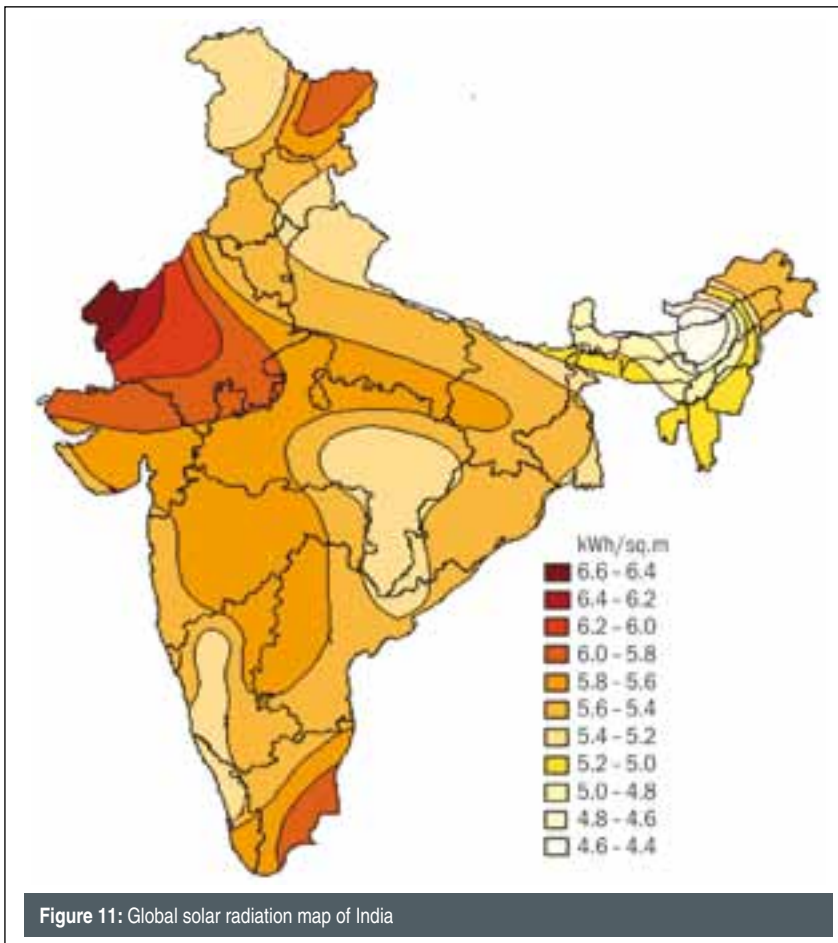 kWh/sq.m
6.6 - 6.4
6.4 - 6.2
6.2 - 6.0
6.0 - 5.8
5.8 - 5.6
5.6 - 5.4
5.4 - 5.2
5.2 - 5.0
5.0 - 4.8
4.8 - 4.6
4.6 - 4.4
Figure 11: Global solar radiation map of India